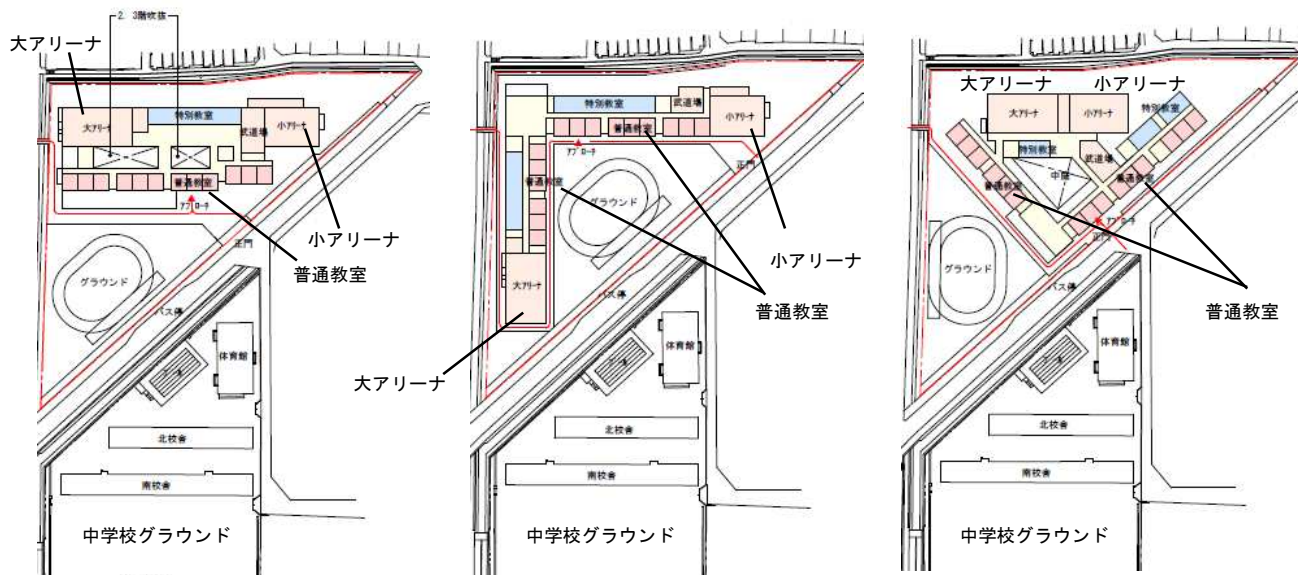 2. 3階吹抜
大アリーナ
特別教室
大アリーナ
武道場
小アリーナ
普通教室
アプローチ
正門
小アリーナ
普通教室
グラウンド
バス停
体育館
プール
北校舎
南校舎
中学校グラウンド
特別教室
武道場
小アリーナ
普通教室
アプローチ
正門
普通教室
グラウンド
小アリーナ
大アリーナ
バス停
普通教室
体育館
大アリーナ
プール
北校舎
南校舎
中学校グラウンド
大アリーナ
小アリーナ
大アリーナ
小アリーナ
特別教室
特別教室
武道場
中庭
普通教室
普通教室
アプローチ
正門
グラウンド
バス停
普通教室
体育館
プール
北校舎
南校舎
中学校グラウンド